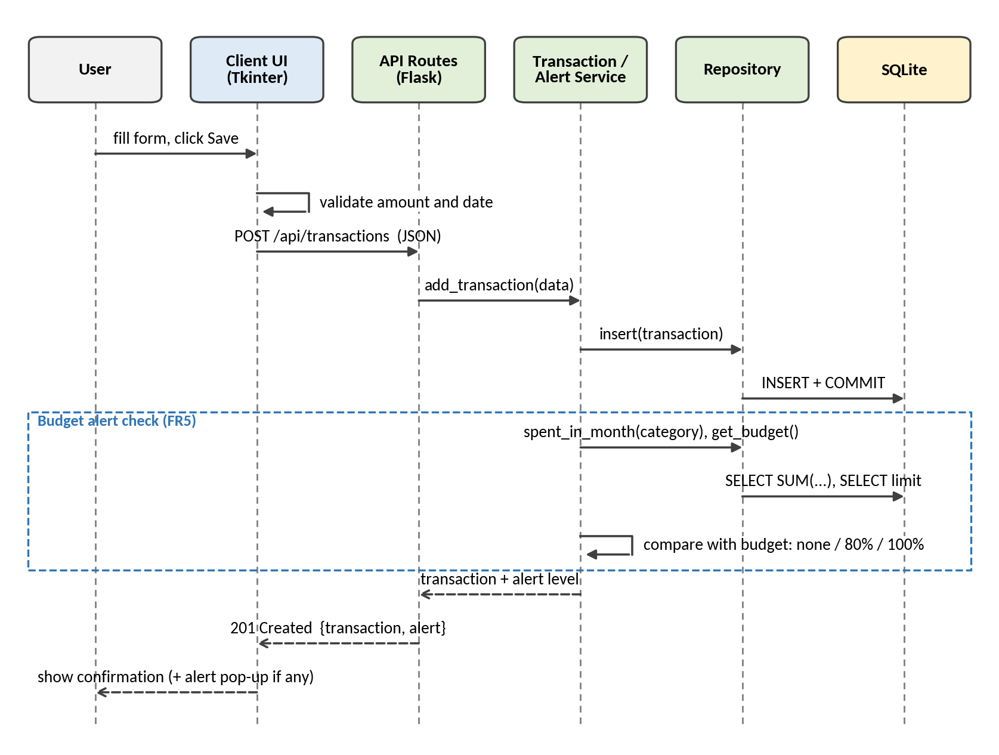 User
Client UI
(Tkinter)
API Routes
(Flask)
Transaction /
Alert Service
Repository
SQLite
fill form, click Save
validate amount and date
POST /api/transactions  (JSON)
add_transaction(data)
insert(transaction)
INSERT + COMMIT
Budget alert check (FR5)
spent_in_month(category), get_budget()
SELECT SUM(...), SELECT limit
compare with budget: none / 80% / 100%
transaction + alert level
201 Created  {transaction, alert}
show confirmation (+ alert pop-up if any)